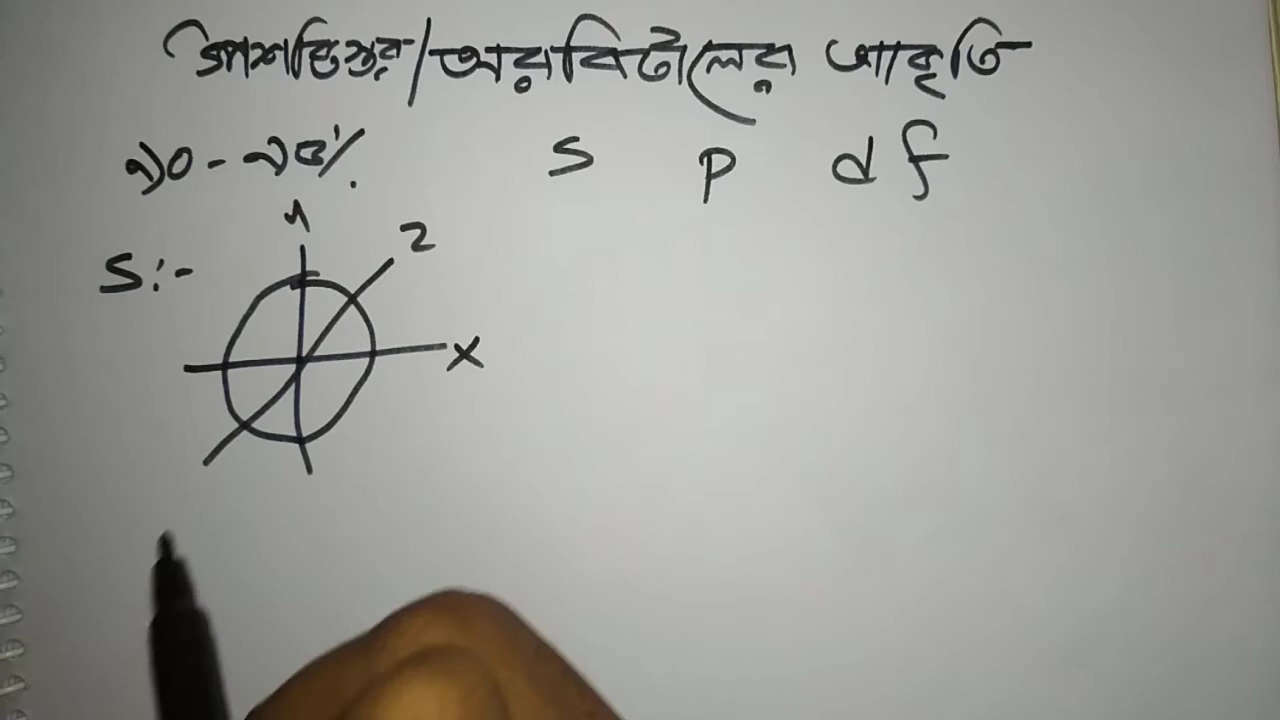 উপশক্তিস্তর/অরবিটালের আকৃতি
৯০-৯৫% s p d f
S:-
y
z
x